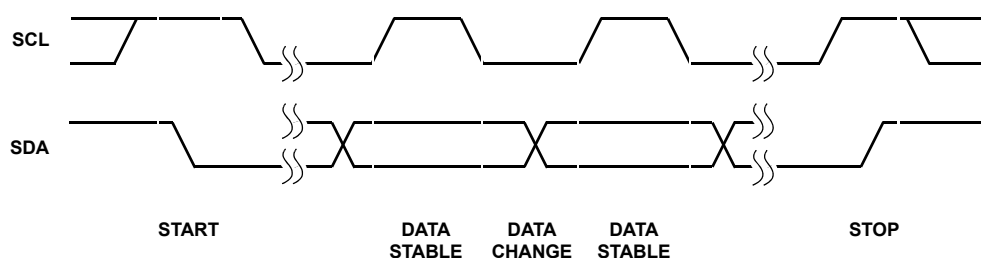 SCL
SDA
START
DATA
STABLE
DATA
CHANGE
DATA
STABLE
STOP